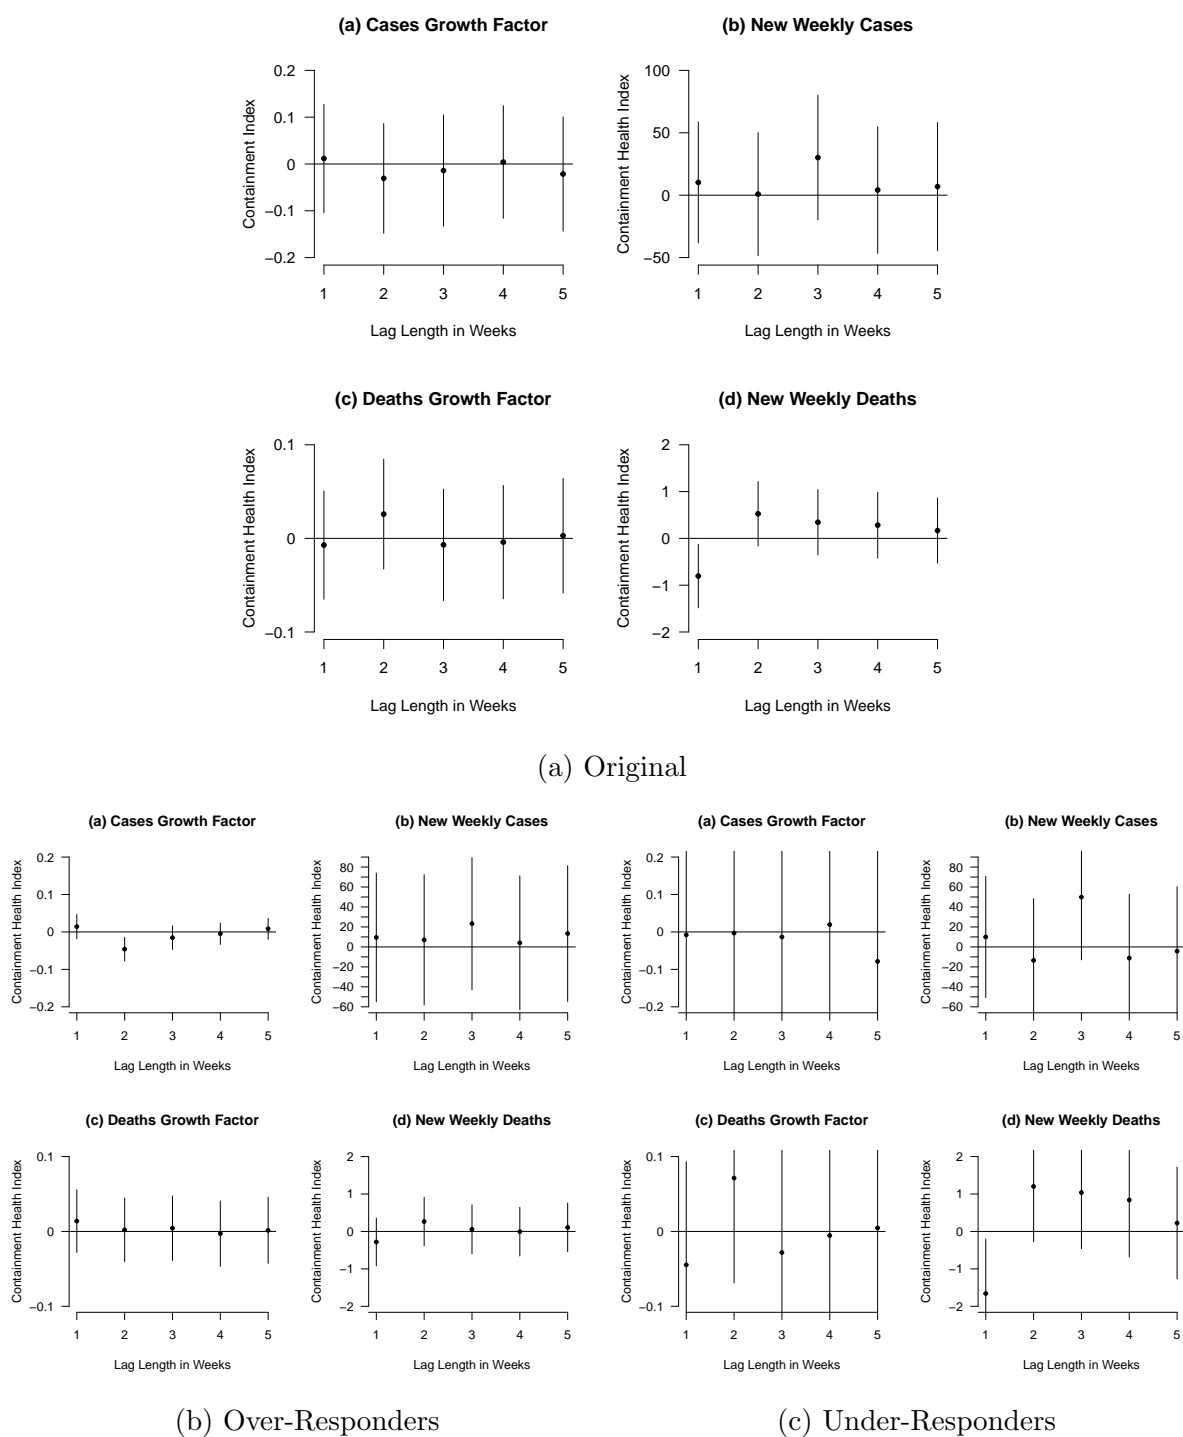 (a) Cases Growth Factor
Containment Index
0.2
0.1
0
−0.1
−0.2
1 2 3 4 5
Lag Length in Weeks
(b) New Weekly Cases
Containment Health Index
100
50
0
−50
1 2 3 4 5
Lag Length in Weeks
(c) Deaths Growth Factor
Containment Health Index
0.1
0
−0.1
1 2 3 4 5
Lag Length in Weeks
(d) New Weekly Deaths
Containment Health Index
2
1
0
−1
−2
1 2 3 4 5
Lag Length in Weeks
(a) Original
(a) Cases Growth Factor
Containment Health Index
0.2
0.1
0
−0.1
−0.2
1 2 3 4 5
Lag Length in Weeks
(b) New Weekly Cases
Containment Health Index
80
60
40
20
0
−20
−40
−60
1 2 3 4 5
Lag Length in Weeks
(c) Deaths Growth Factor
Containment Health Index
0.1
0
−0.1
1 2 3 4 5
Lag Length in Weeks
(d) New Weekly Deaths
Containment Health Index
2
1
0
−1
−2
1 2 3 4 5
Lag Length in Weeks
(b) Over-Responders
(a) Cases Growth Factor
Containment Health Index
0.2
0.1
0
−0.1
−0.2
1 2 3 4 5
Lag Length in Weeks
(b) New Weekly Cases
Containment Health Index
80
60
40
20
0
−20
−40
−60
1 2 3 4 5
Lag Length in Weeks
(c) Deaths Growth Factor
Containment Health Index
0.1
0
−0.1
1 2 3 4 5
Lag Length in Weeks
(d) New Weekly Deaths
Containment Health Index
2
1
0
−1
−2
1 2 3 4 5
Lag Length in Weeks
(c) Under-Responders